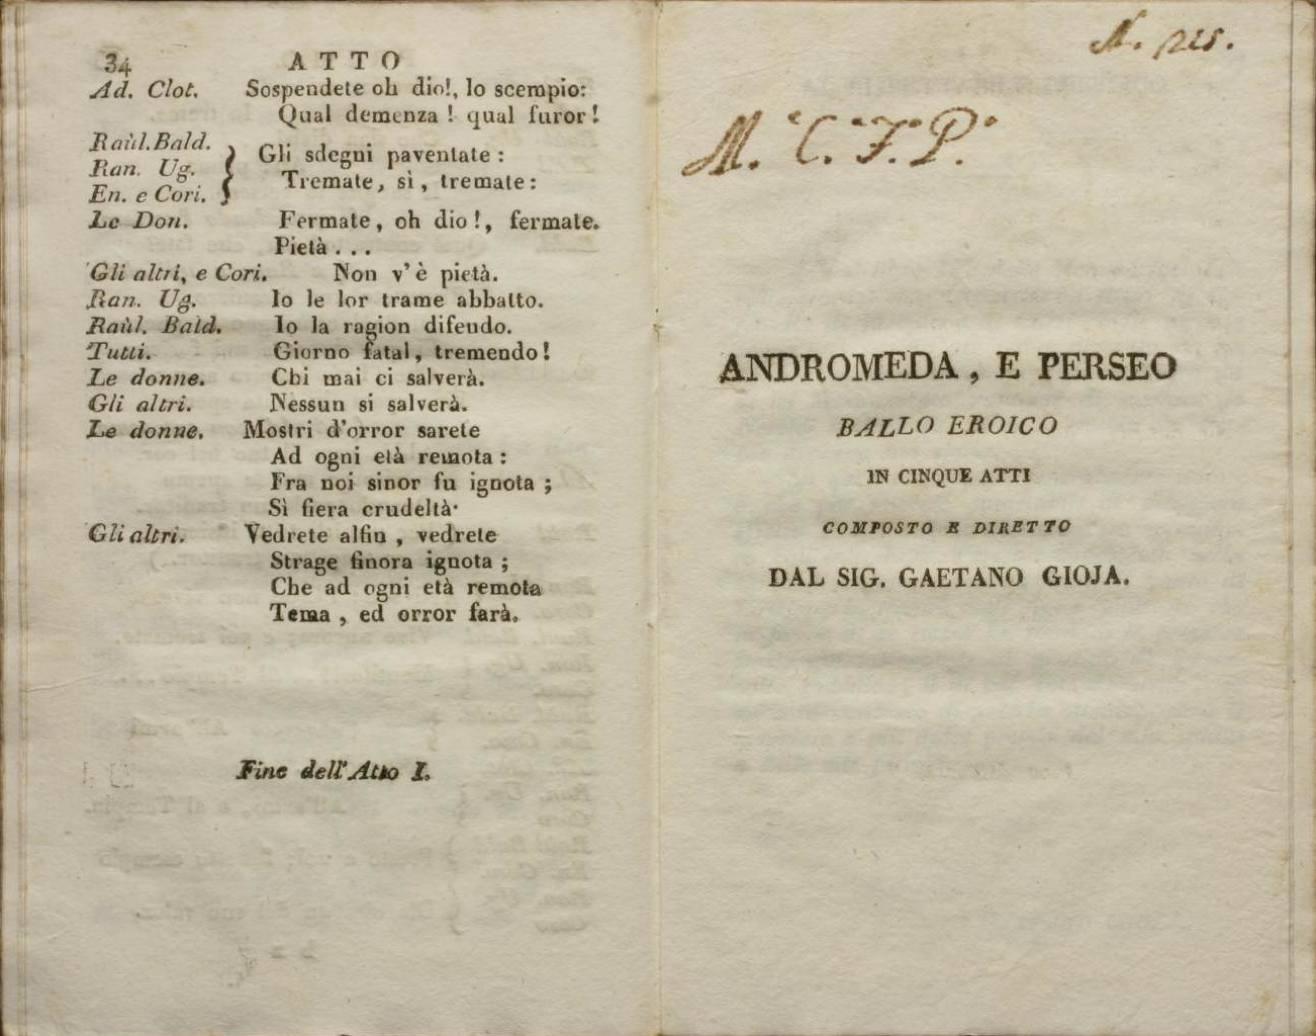 34 ATTO
Ad. Clot. Sospendete oh dio!, lo scempio:
Qual demenza! qual furor!
Raùl. Bald.
Ran. Ug.
En. e Cori.
Gli sdegni paventate:
Tremate, sì, tremate:
Le Don. Fermate, oh dio!, fermate.
Pietà...
Gli altri, e Cori. Non v'è pietà.
Ran. Ug. Io le lor trame abbatto.
Raùl. Bald. Io la ragion difendo.
Tutti. Giorno fatal, tremendo!
Le donne. Chi mai ci salverà.
Gli altri. Nessun si salverà.
Le donne. Mostri d'orror sarete
Ad ogni età remota:
Fra noi sinor fu ignota;
Sì fiera crudeltà.
Gli altri. Vedrete alfin, vedrete
Strage finora ignota;
Che ad ogni età remota
Tema, ed orror farà.
Fine dell'Atto I.
M. C. F. P.
ANDROMEDA, E PERSEO
BALLO EROICO
IN CINQUE ATTI
COMPOSTO E DIRETTO
DAL SIG. GAETANO GIOJA.